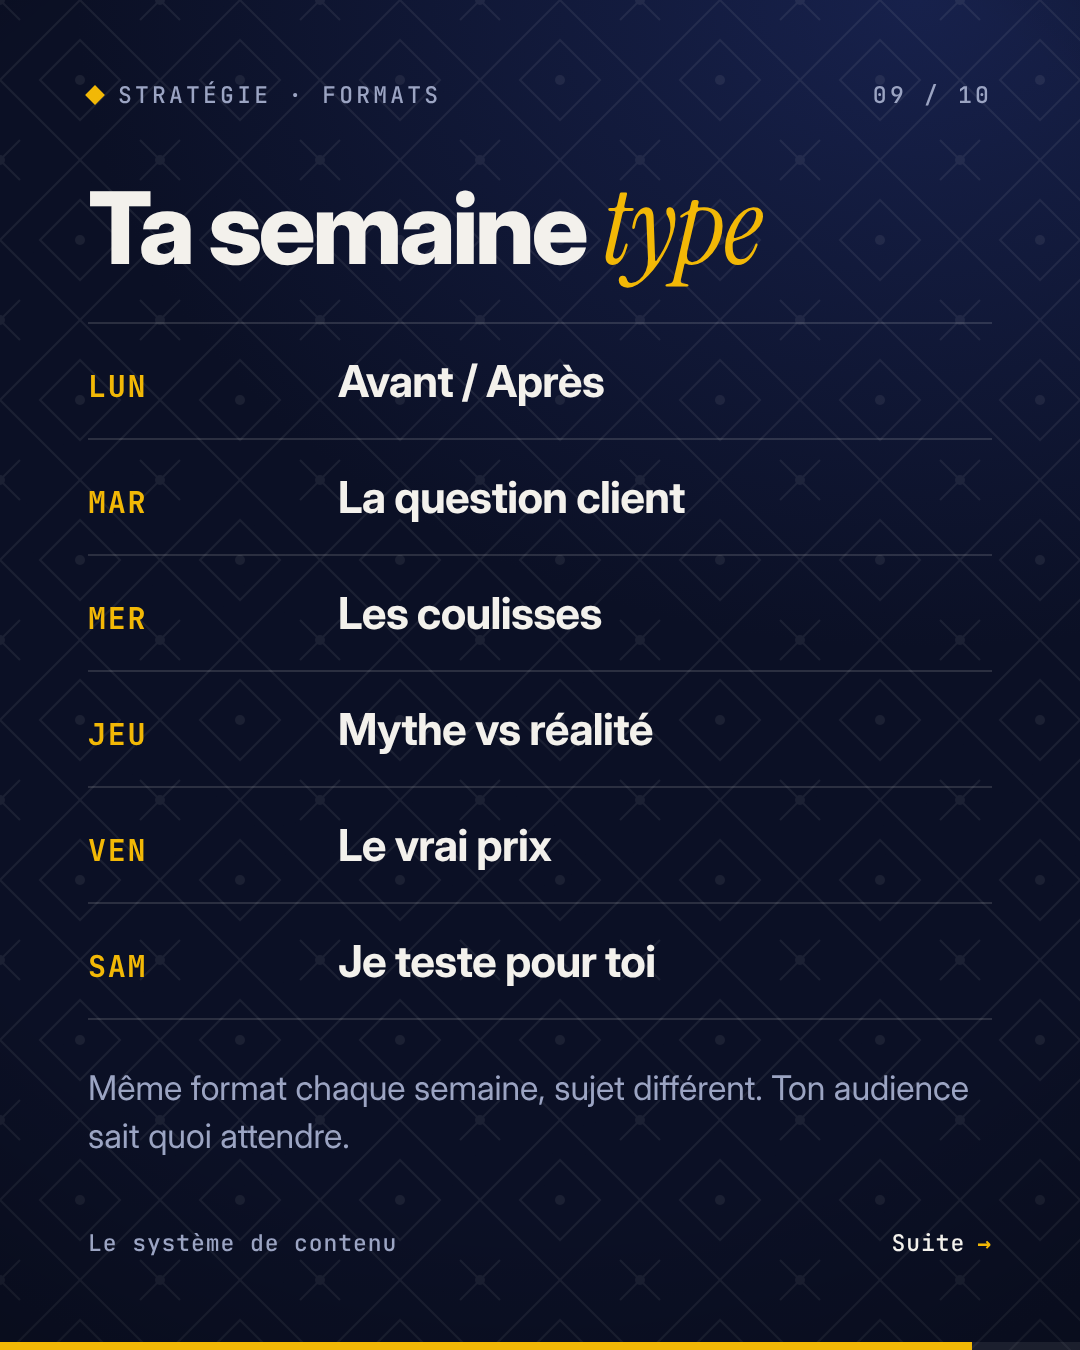 STRATÉGIE · FORMATS
09 / 10
Ta semaine type
LUN Avant / Après
MAR La question client
MER Les coulisses
JEU Mythe vs réalité
VEN Le vrai prix
SAM Je teste pour toi
Même format chaque semaine, sujet différent. Ton audience
sait quoi attendre.
Le système de contenu
Suite →